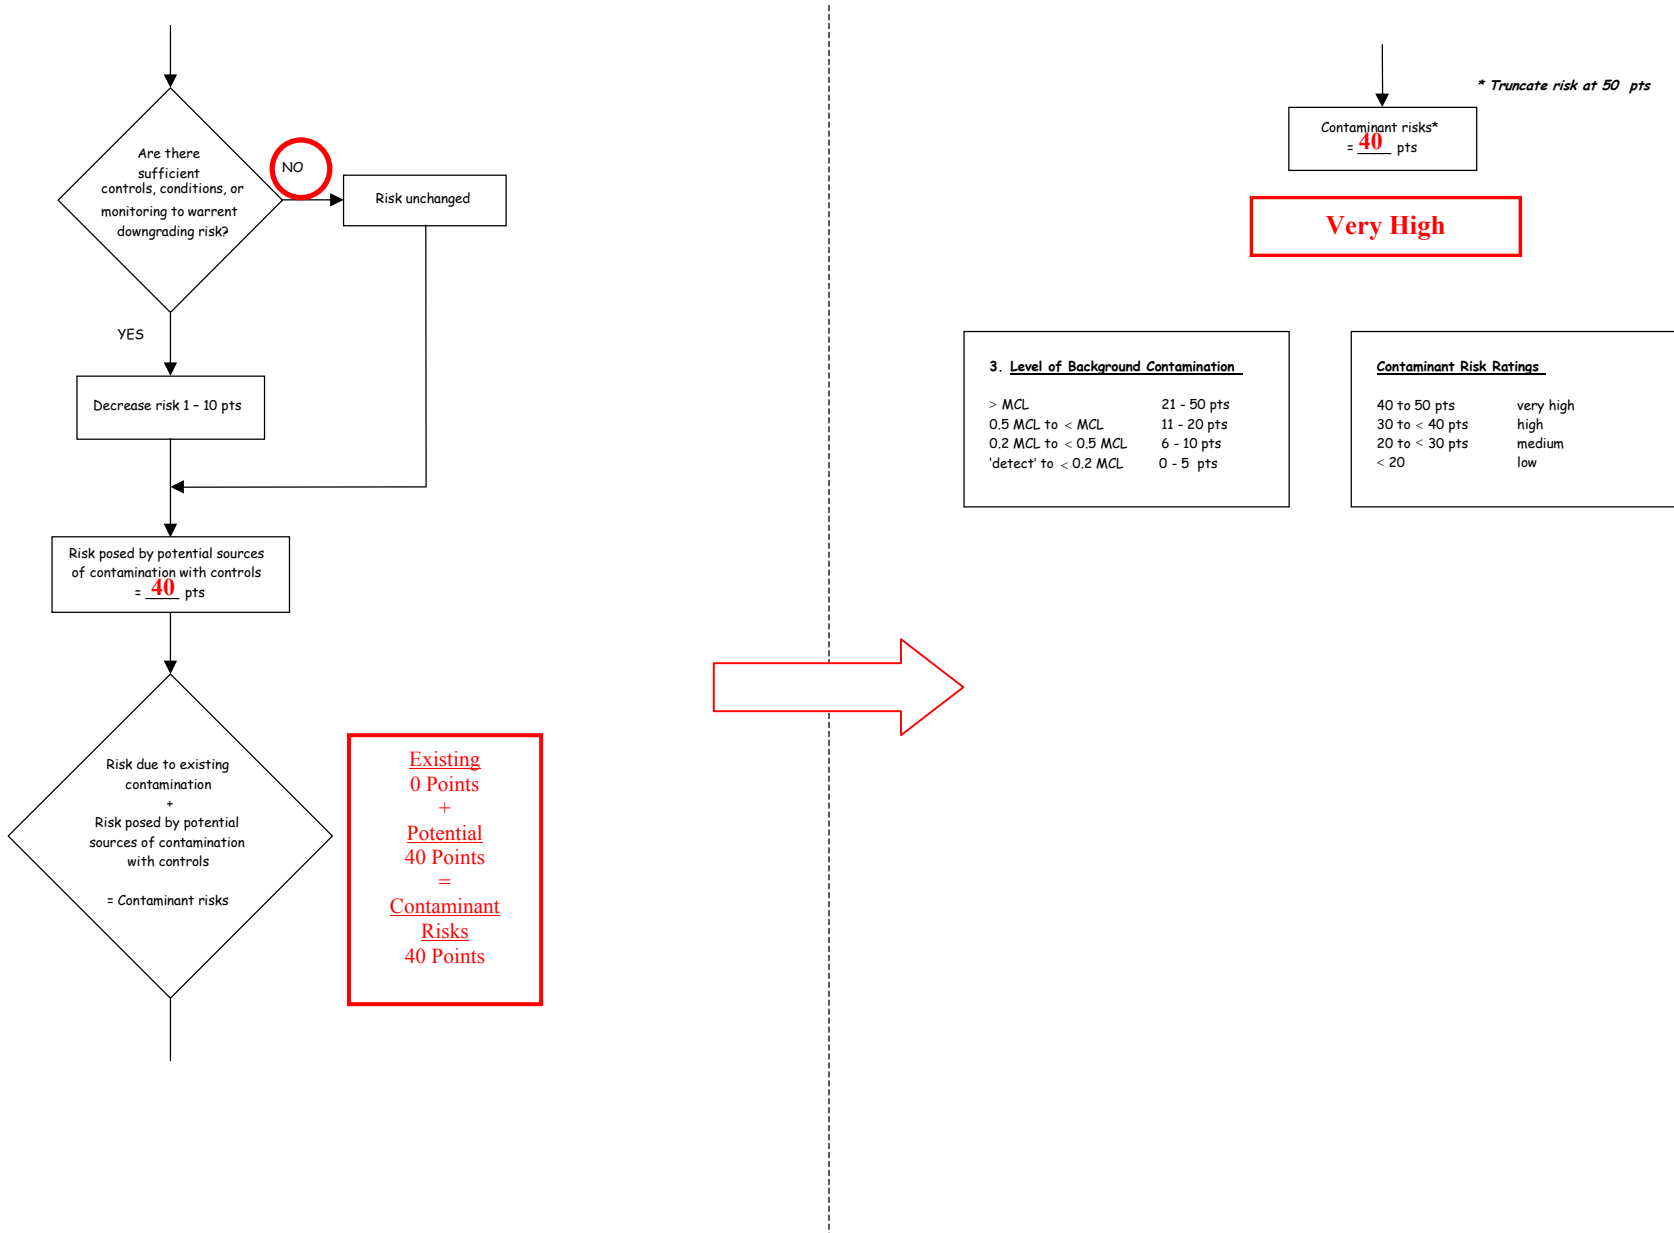 Are there
sufficient
controls, conditions, or
monitoring to warrent
downgrading risk?
NO
Risk unchanged
YES
Decrease risk 1 – 10 pts
Risk posed by potential sources
of contamination with controls
= 40 pts
Risk due to existing
contamination
+
Risk posed by potential
sources of contamination
with controls
= Contaminant risks
Existing
0 Points
+
Potential
40 Points
=
Contaminant
Risks
40 Points
* Truncate risk at 50 pts
Contaminant risks*
= 40 pts
Very High
3. Level of Background Contamination
> MCL 21 - 50 pts
0.5 MCL to < MCL 11 - 20 pts
0.2 MCL to < 0.5 MCL 6 - 10 pts
'detect' to < 0.2 MCL 0 - 5 pts
Contaminant Risk Ratings
40 to 50 pts very high
30 to < 40 pts high
20 to < 30 pts medium
< 20 low